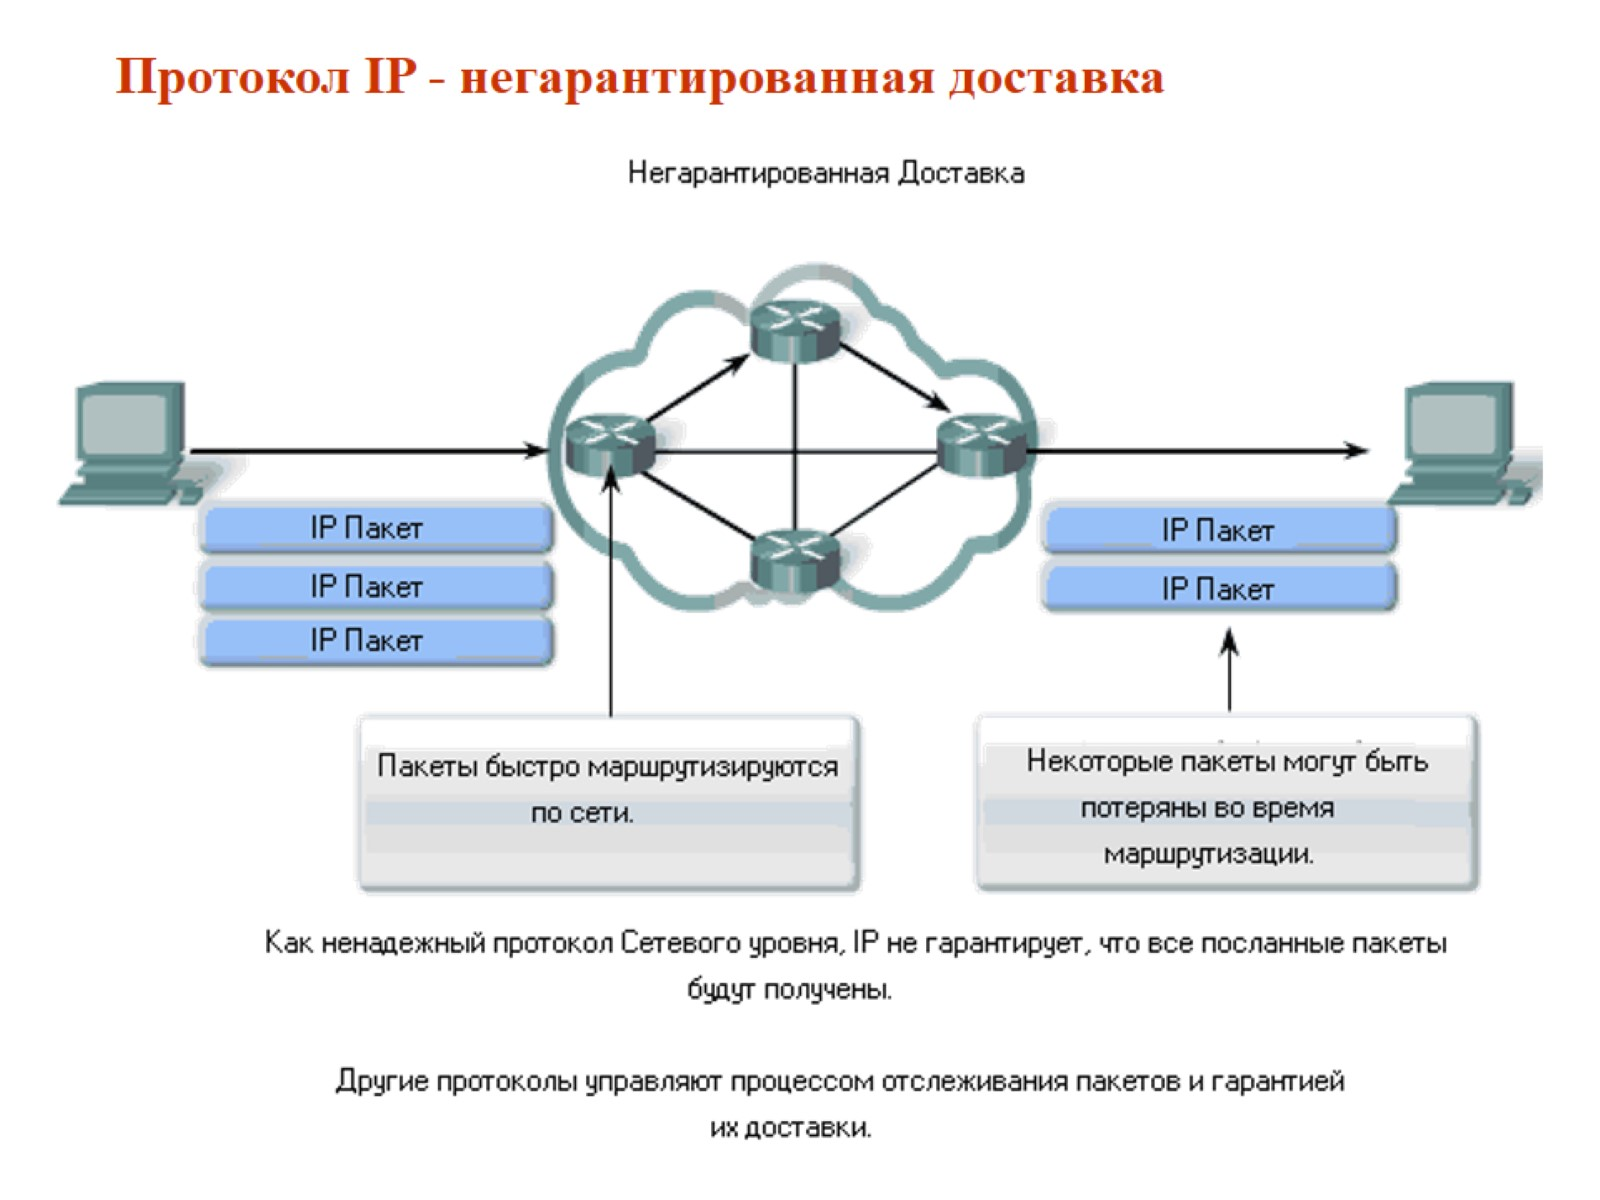 Протокол IP - негарантированная доставка
Негарантированная Доставка
IP Пакет
IP Пакет
IP Пакет
IP Пакет
IP Пакет
Пакеты быстро маршрутизируются
по сети.
Некоторые пакеты могут быть
потеряны во время
маршрутизации.
Как ненадежный протокол Сетевого уровня, IP не гарантирует, что все посланные пакеты
будут получены.
Другие протоколы управляют процессом отслеживания пакетов и гарантией
их доставки.